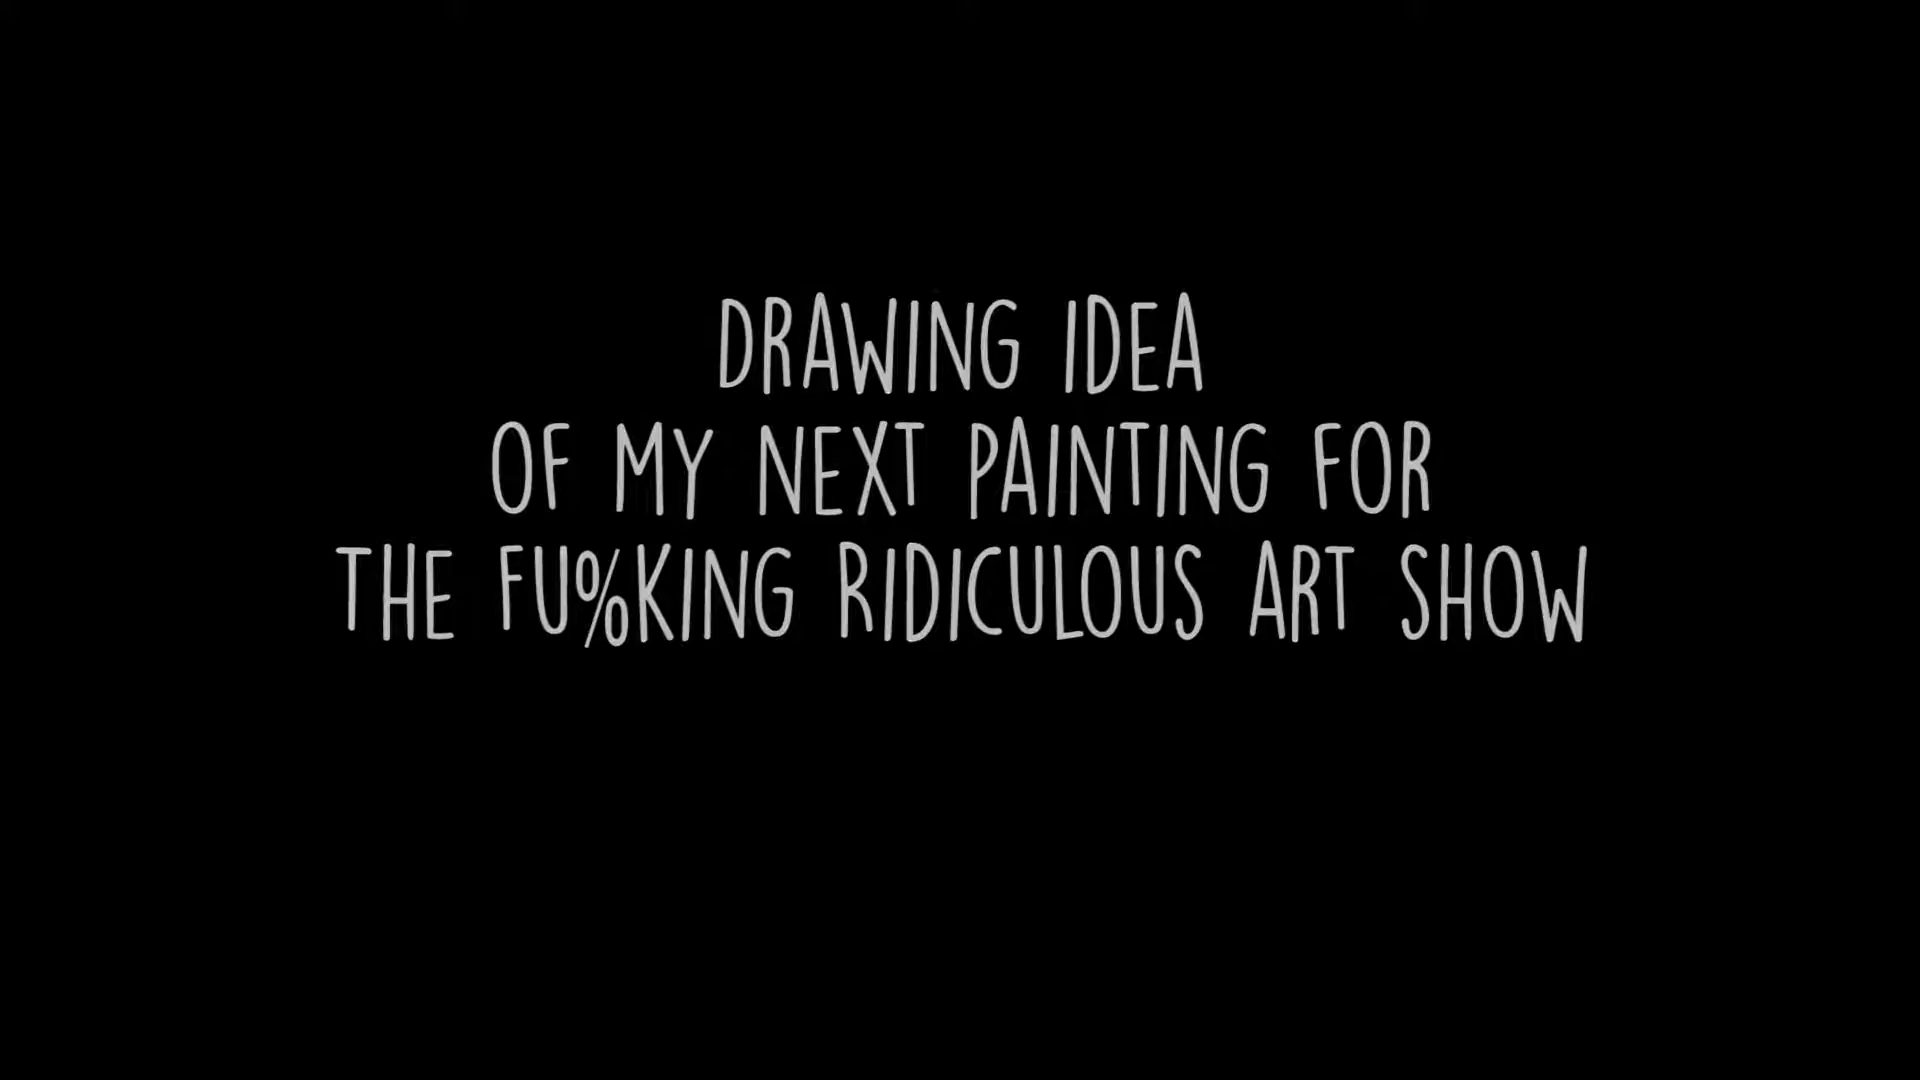 DRAWING IDEA
OF MY NEXT PAINTING FOR
THE FU%KING RIDICULOUS ART SHOW